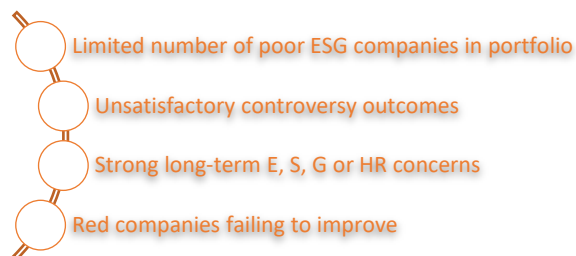 Limited number of poor ESG companies in portfolio
Unsatisfactory controversy outcomes
Strong long-term E, S, G or HR concerns
Red companies failing to improve